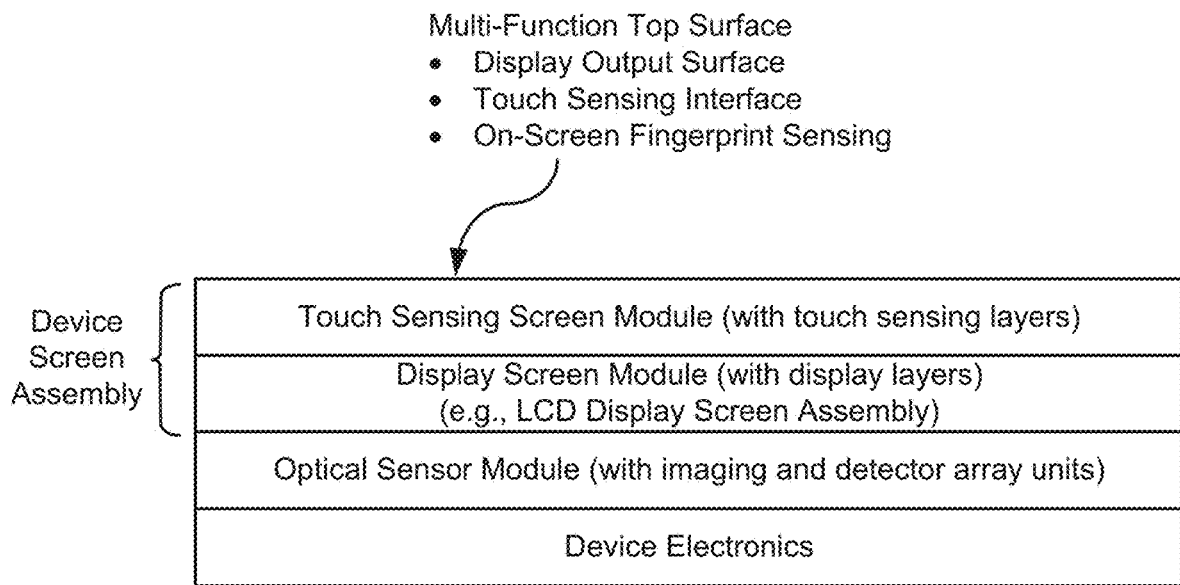 Multi-Function Top Surface
• Display Output Surface
• Touch Sensing Interface
• On-Screen Fingerprint Sensing
Device
Screen
Assembly
Touch Sensing Screen Module (with touch sensing layers)
Display Screen Module (with display layers)
(e.g., LCD Display Screen Assembly)
Optical Sensor Module (with imaging and detector array units)
Device Electronics